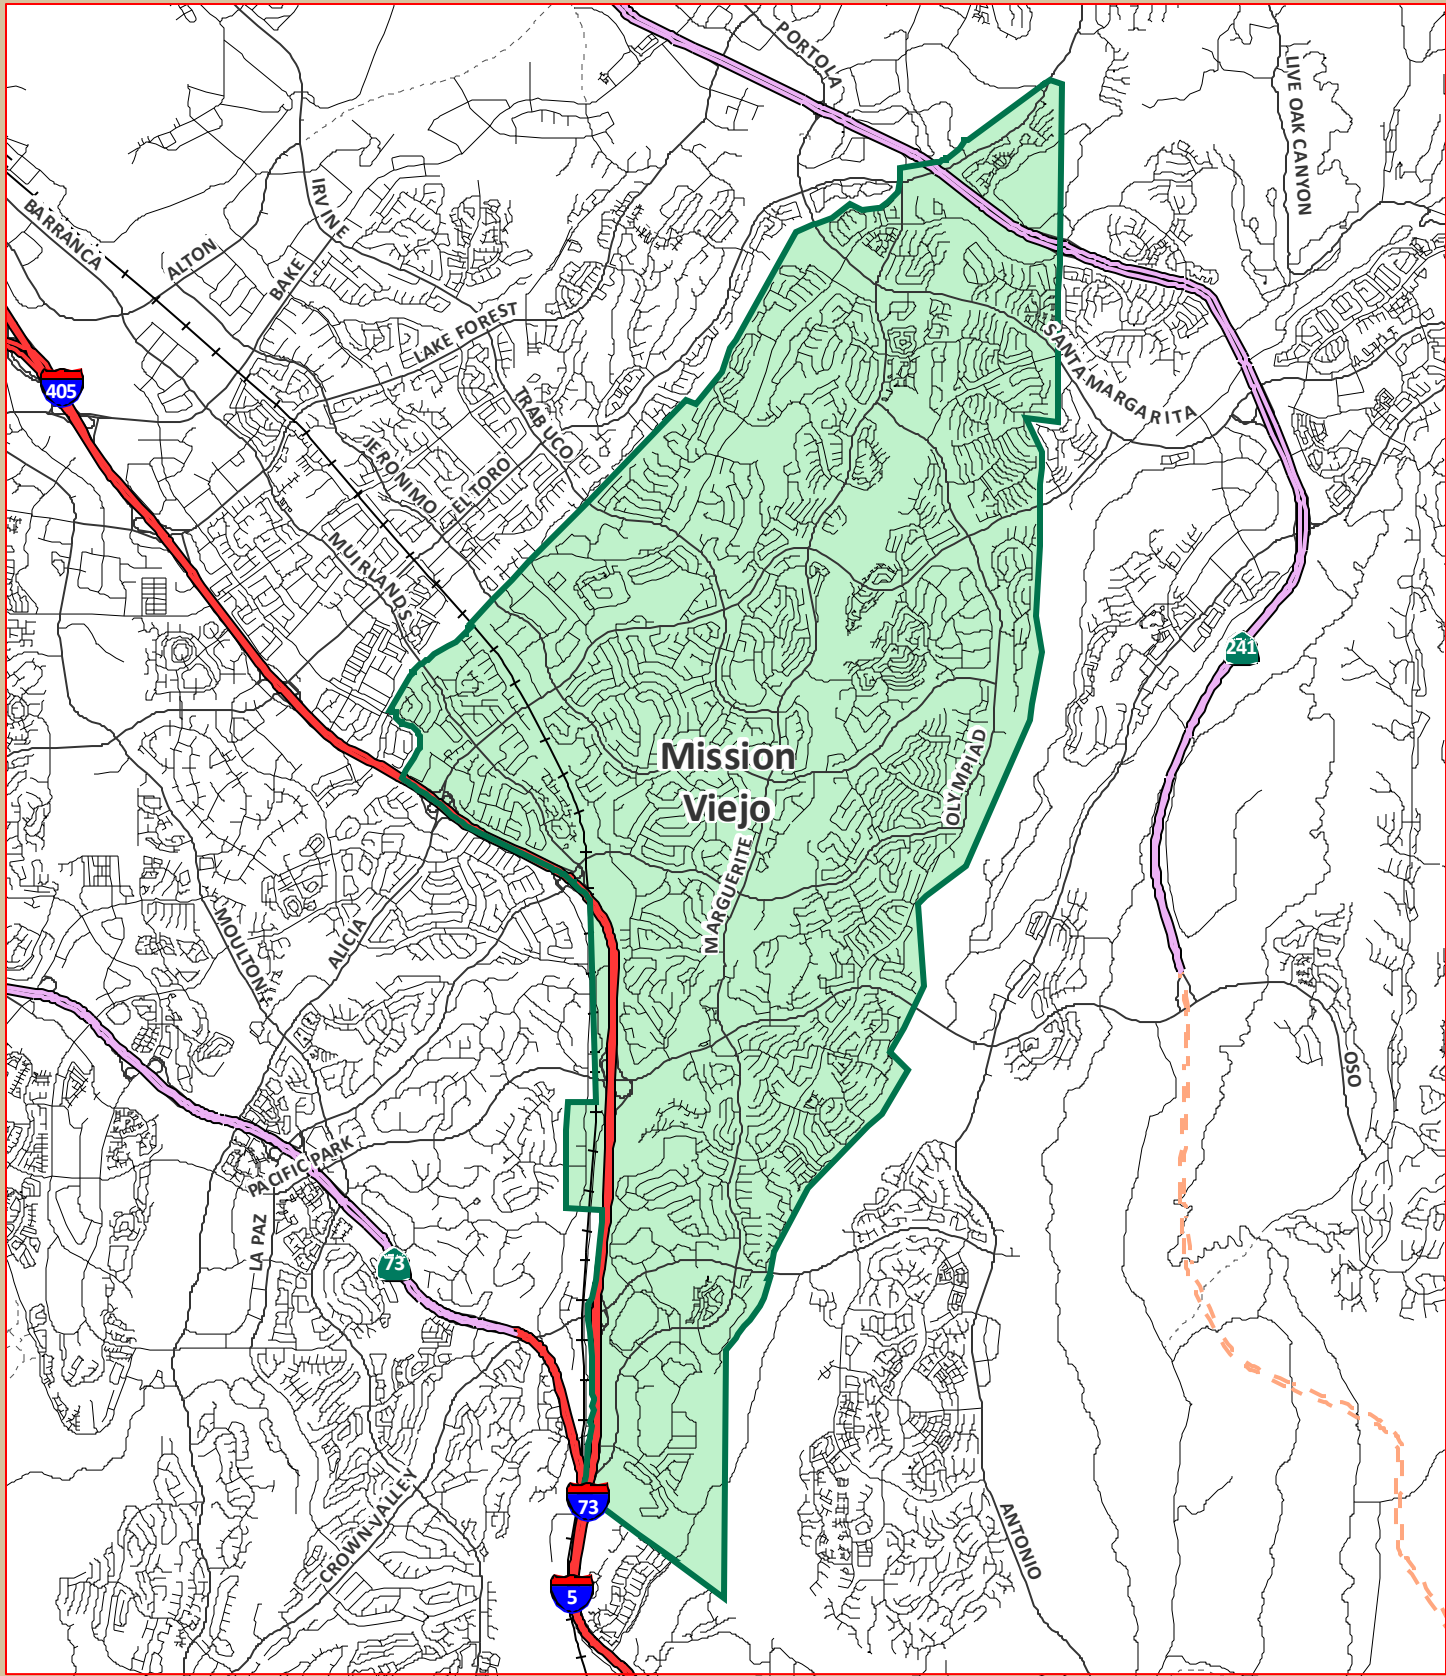 PORTOLA
LIVE OAK CANYON
IRVINE
BARRANCA
ALTON
BAKE
LAKE FOREST
SANTA MARGARITA
ALTIS
405
TRABUCO
JERONIMO
EL TORO
MUIRLANDS
241
Mission
Viejo
OLYMPIAD
MARGUERITE
MOULTON
ALICIA
OSO
PACIFIC PARK
LA PAZ
73
CROWN VALLEY
73
ANTONIO
5